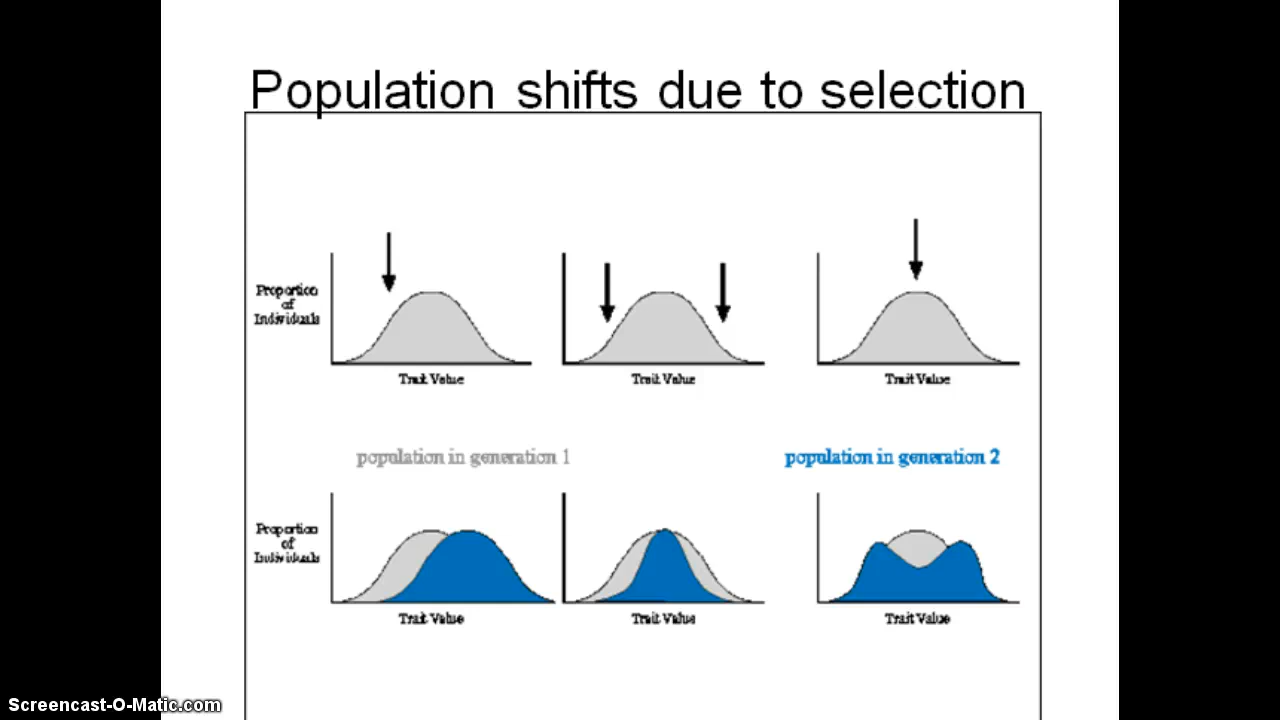 Population shifts due to selection
Proportion
of
Individuals
Trait Value
Trait Value
Trait Value
population in generation 1
population in generation 2
Proportion
of
Individuals
Trait Value
Trait Value
Trait Value
Screencast-O-Matic.com